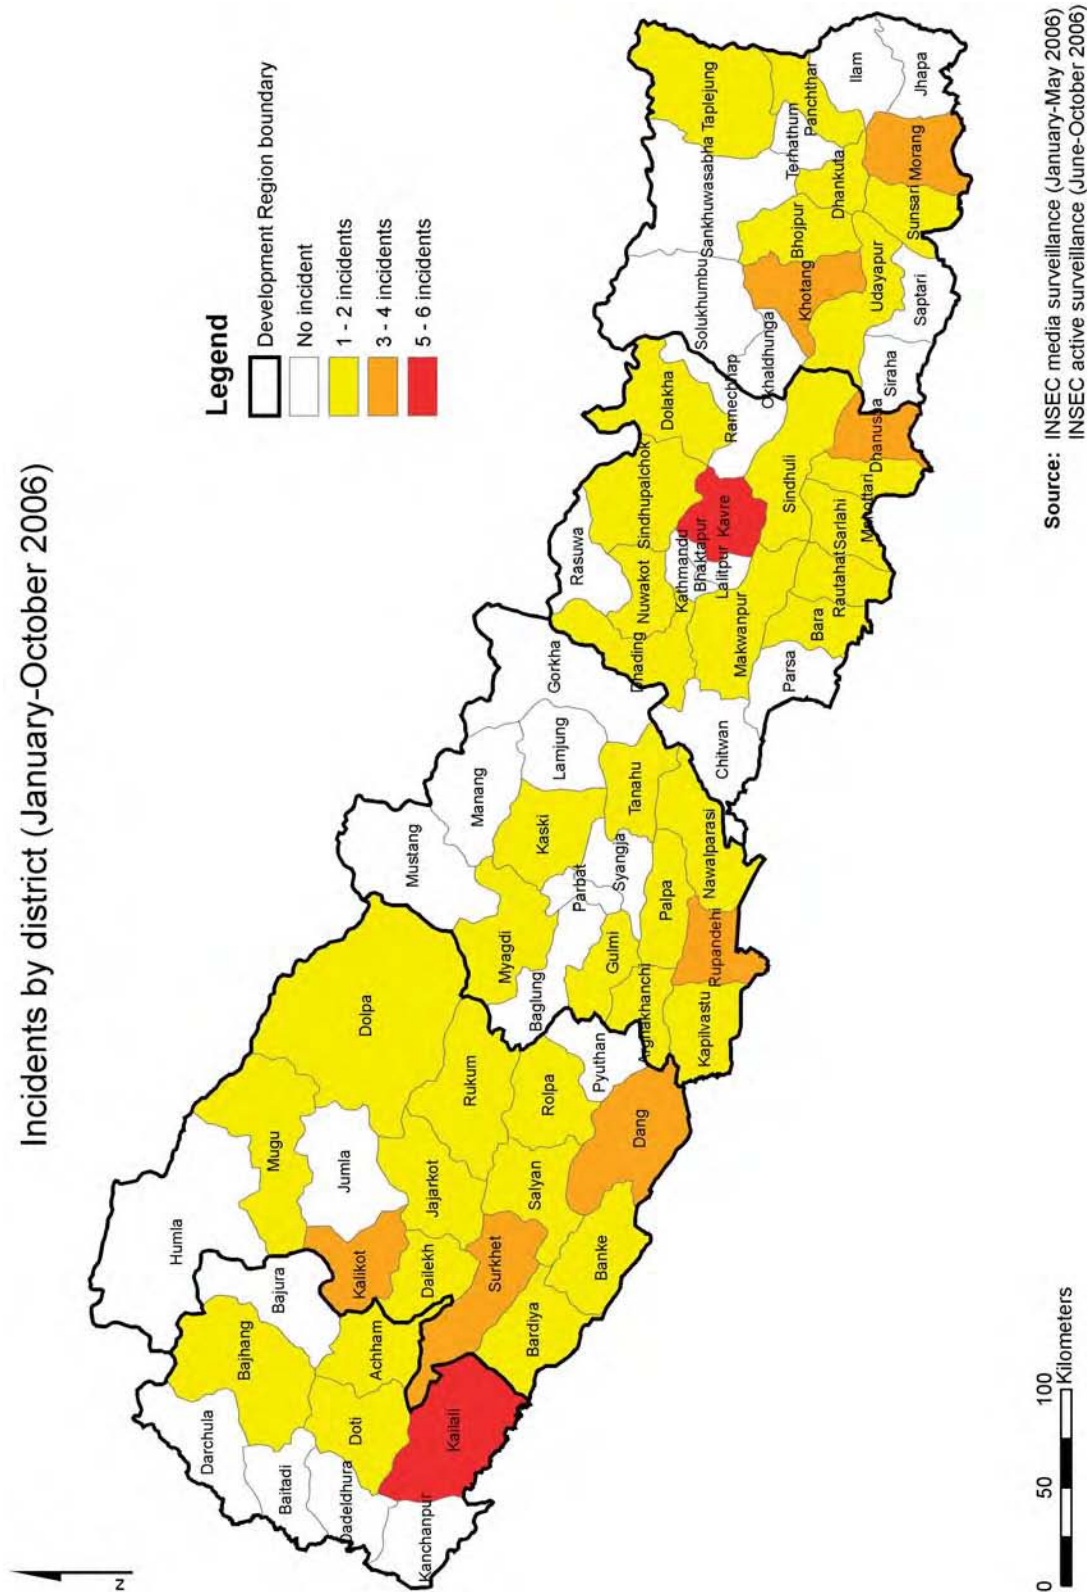 Incidents by district (January-October 2006)
N
Legend
Development Region boundary
No incident
1 - 2 incidents
3 - 4 incidents
5 - 6 incidents
Humla
Darchula
Bajhang
Bajura
Mugu
Baitadi
Dadeldhura
Doti
Achham
Kalikot
Jumla
Dolpa
Kanchanpur
Kailali
Dailekh
Jajarkot
Rukum
Surkhet
Bardiya
Banke
Salyan
Rolpa
Dang
Pyuthan
Mustang
Manang
Myagdi
Kaski
Baglung
Parbat
Lamjung
Gorkha
Gulmi
Syangja
Tanahu
Arghakhanchi
Palpa
Kapilvastu
Rupandehi
Nawalparasi
Chitwan
Rasuwa
Dhading
Nuwakot
Sindhupalchok
Dolakha
Kathmandu
Bhaktapur
Lalitpur
Kavre
Ramechhap
Makwanpur
Sindhuli
Parsa
Bara
Rautahat
Sarlahi
Mahottari
Dhanusha
Solukhumbu
Sankhuwasabha
Taplejung
Okhaldhunga
Khotang
Bhojpur
Terhathum
Panchthar
Dhankuta
Ilam
Udayapur
Siraha
Saptari
Sunsari
Morang
Jhapa
0 50 100
Kilometers
Source: INSEC media surveillance (January-May 2006)
INSEC active surveillance (June-October 2006)